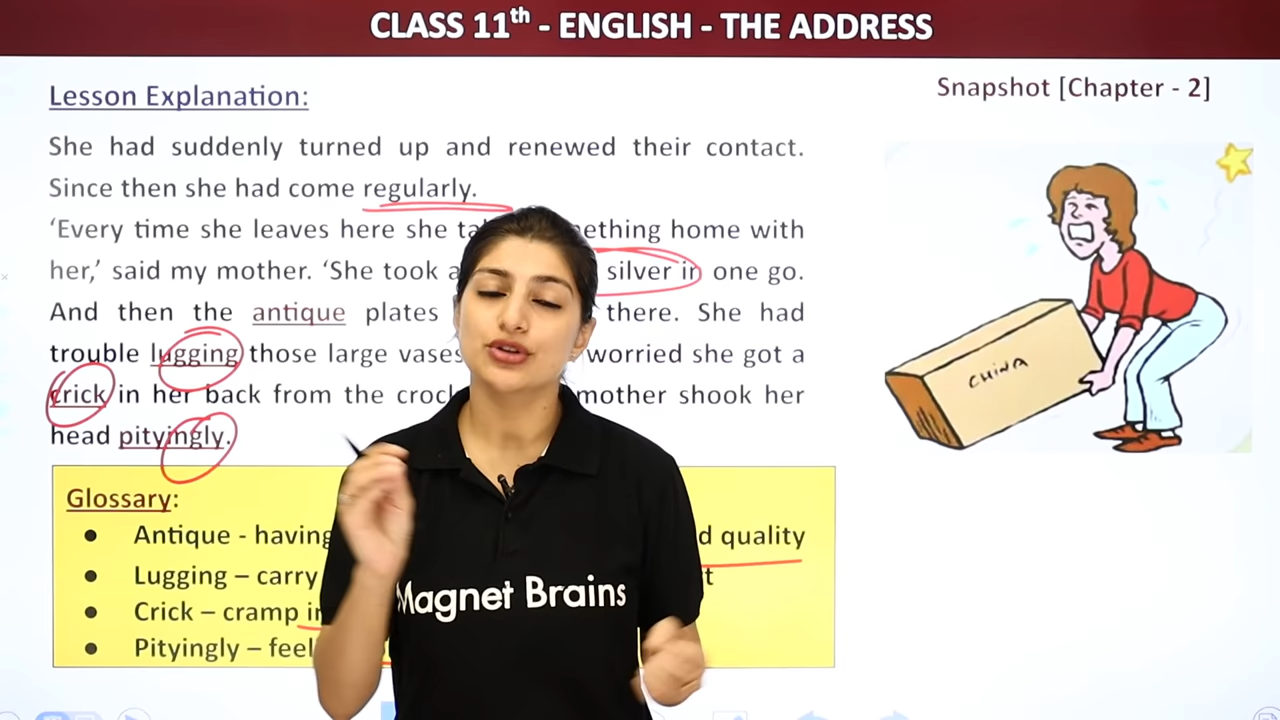 CLASS 11th - ENGLISH - THE ADDRESS
Lesson Explanation:
Snapshot [Chapter - 2]
She had suddenly turned up and renewed their contact.
Since then she had come regularly.
‘Every time she leaves here she home with
her,’ said my mother. ‘She took silver in one go.
And then the antique plates there. She had
trouble lugging those large vases worried she got a
crick in her back from the mother shook her
head pityingly.
CHINA
Glossary:
● Antique - having quality
● Lugging – carry
● Crick – cramp
● Pityingly –
Magnet Brains